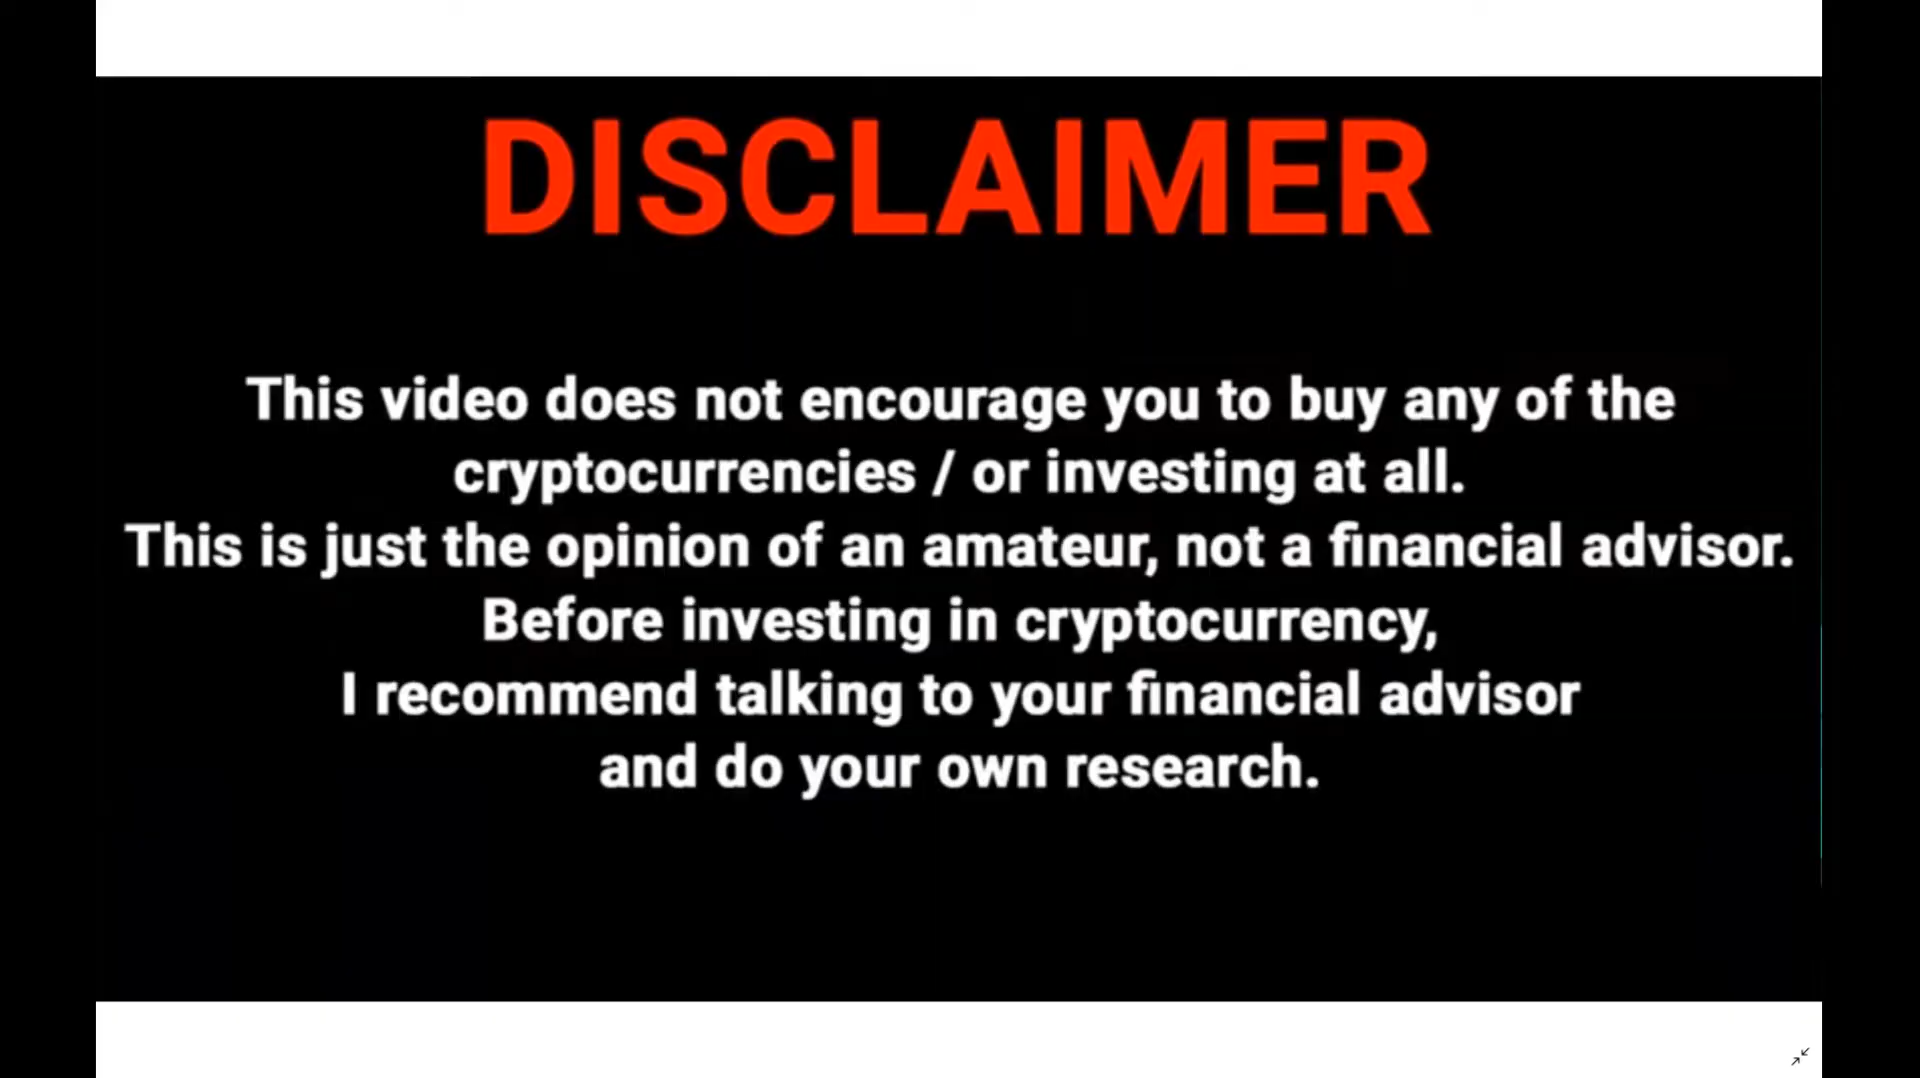 DISCLAIMER
This video does not encourage you to buy any of the
cryptocurrencies / or investing at all.
This is just the opinion of an amateur, not a financial advisor.
Before investing in cryptocurrency,
I recommend talking to your financial advisor
and do your own research.